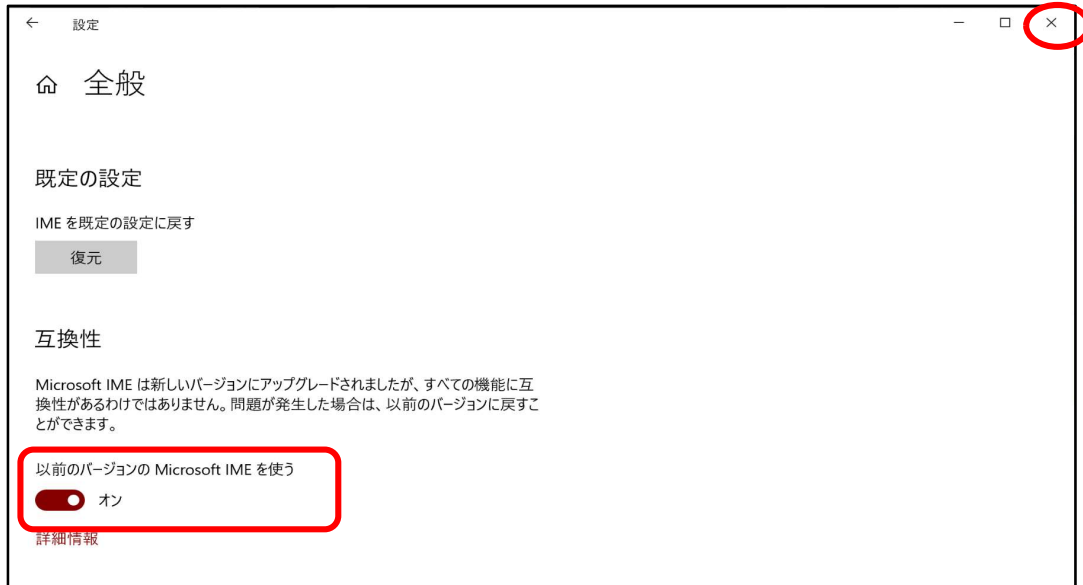 設定
全般
既定の設定
IME を既定の設定に戻す
復元
互換性
Microsoft IME は新しいバージョンにアップグレードされましたが、すべての機能に互
換性があるわけではありません。問題が発生した場合は、以前のバージョンに戻すこ
とができます。
以前のバージョンの Microsoft IME を使う
オン
詳細情報